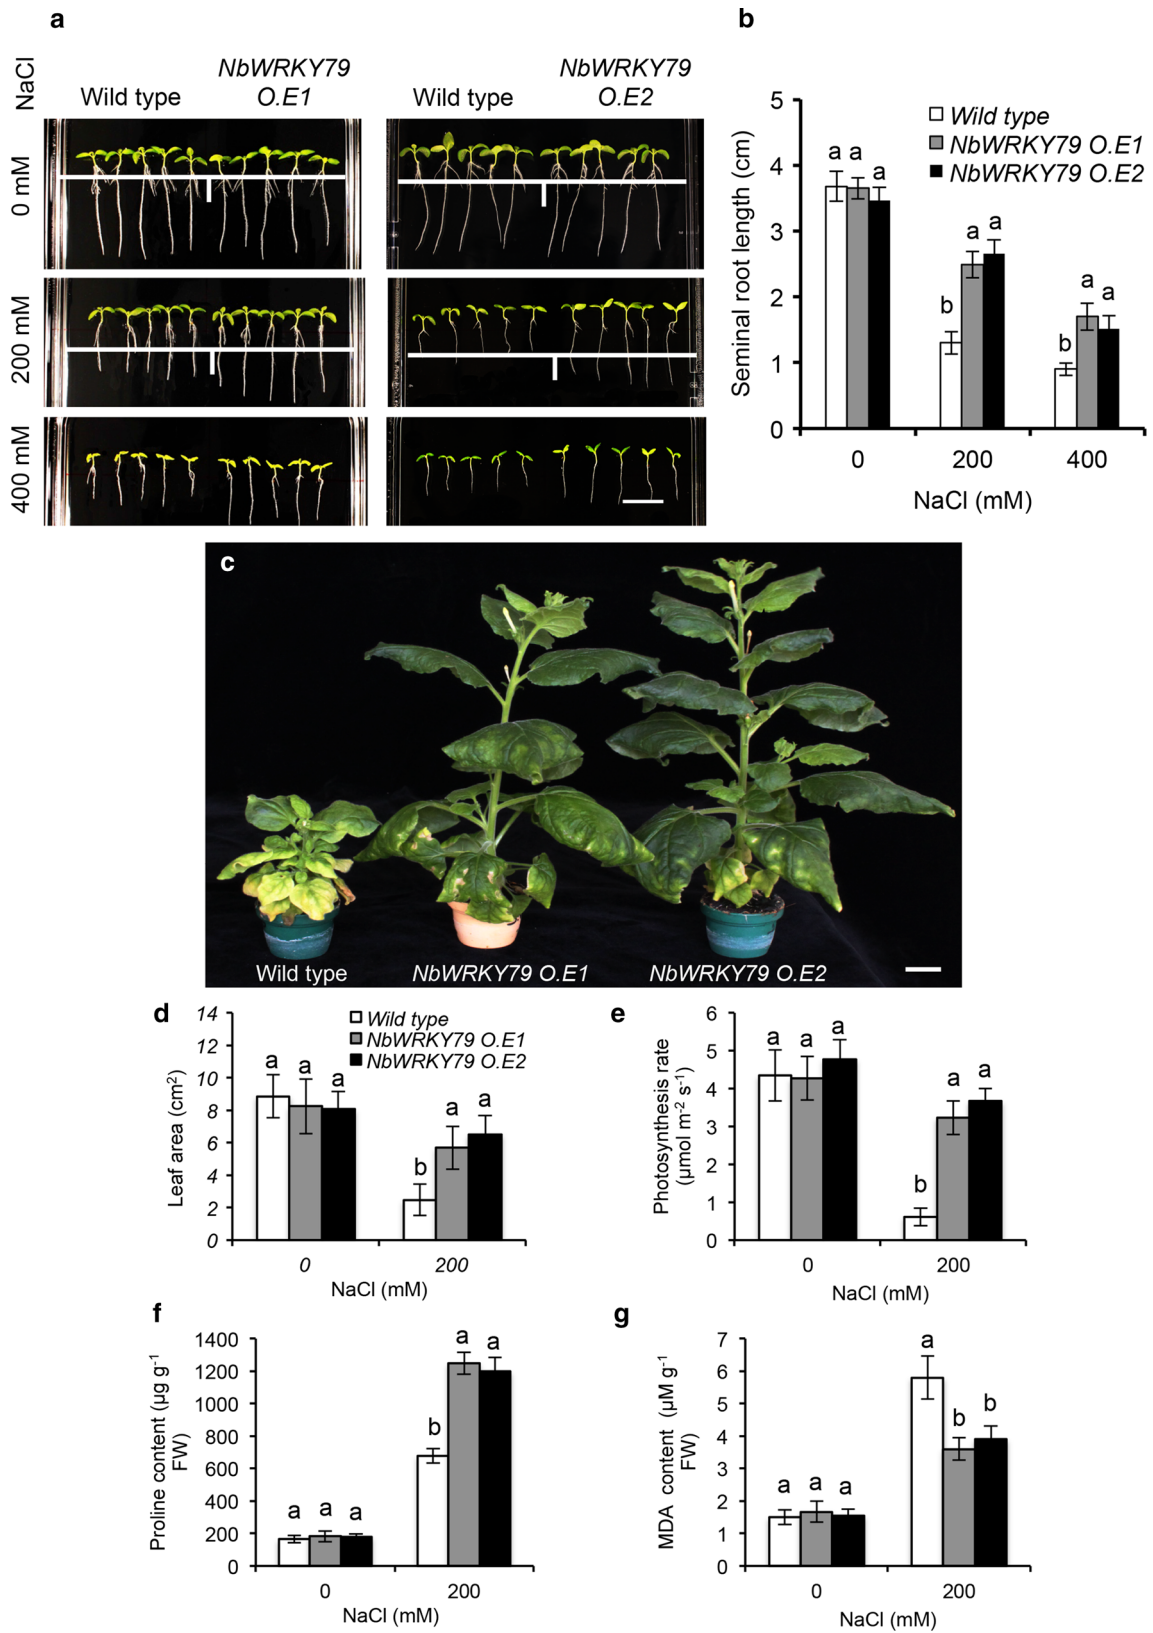 a
NaCl
Wild type
NbWRKY79
O.E1
Wild type
NbWRKY79
O.E2
0 mM
200 mM
400 mM
b
Seminal root length (cm)
5
4
3
2
1
0
Wild type
NbWRKY79 O.E1
NbWRKY79 O.E2
a a a
b a a
b a a
0 200 400
NaCl (mM)
c
Wild type NbWRKY79 O.E1 NbWRKY79 O.E2
d
Leaf area (cm²)
14
12
10
8
6
4
2
0
Wild type
NbWRKY79 O.E1
NbWRKY79 O.E2
a a a
b a a
0 200
NaCl (mM)
e
Photosynthesis rate
(µmol m⁻² s⁻¹)
6
5
4
3
2
1
0
a a a
b a a
0 200
NaCl (mM)
f
Proline content (µg g⁻¹
FW)
1400
1200
1000
800
600
400
200
0
a a a
b a a
0 200
NaCl (mM)
g
MDA content (µM g⁻¹
FW)
7
6
5
4
3
2
1
0
a a a
a b b
0 200
NaCl (mM)